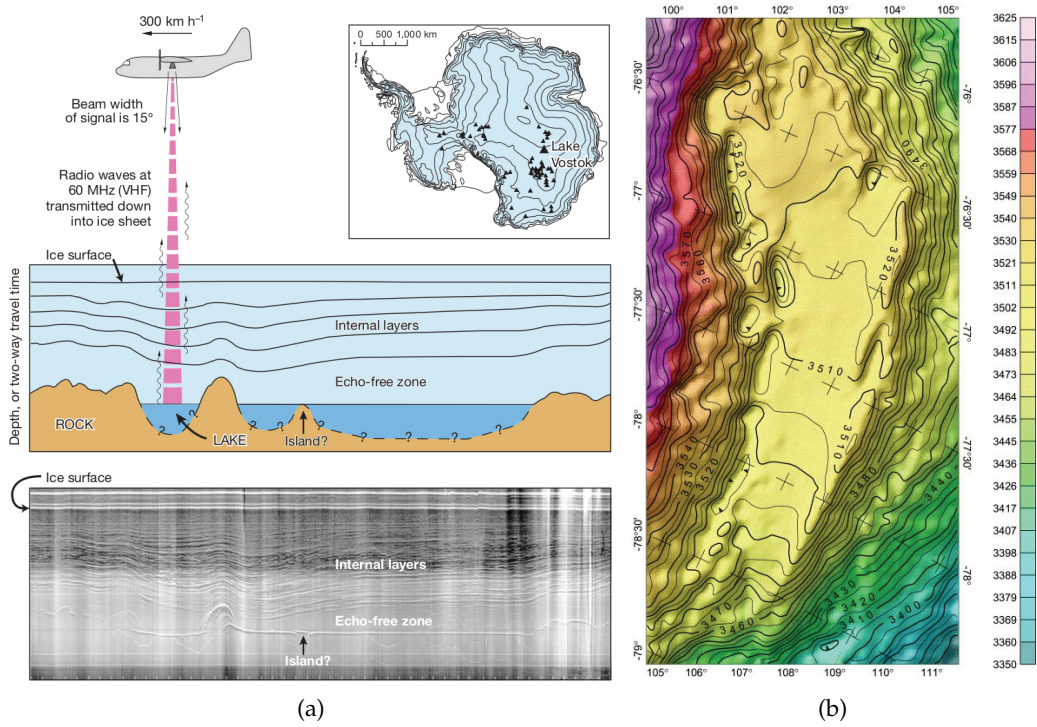 300 km h⁻¹
Beam width
of signal is 15°
Radio waves at
60 MHz (VHF)
transmitted down
into ice sheet
Ice surface
Internal layers
Echo-free zone
Depth, or two-way travel time
ROCK
LAKE
Island?
? ? ? ? ? ? ?
0 500 1,000 km
Lake
Vostok
Ice surface
Internal layers
Echo-free zone
Island?
(a)
100° 101° 102° 103° 104° 105°
-76°30'
-77°
-77°30'
-78°
-78°30'
-79°
-76°
-76°30'
-77°
-77°30'
-78°
105° 106° 107° 108° 109° 110° 111°
3490
3520
3570
3560
3520
3510
3510
3540
3530
3520
3480
3440
3470
3460
3430
3420
3410
3400
3625
3606
3596
3587
3577
3568
3559
3549
3540
3530
3521
3511
3502
3492
3483
3473
3464
3455
3445
3436
3426
3417
3407
3398
3389
3379
3369
3360
3350
(b)